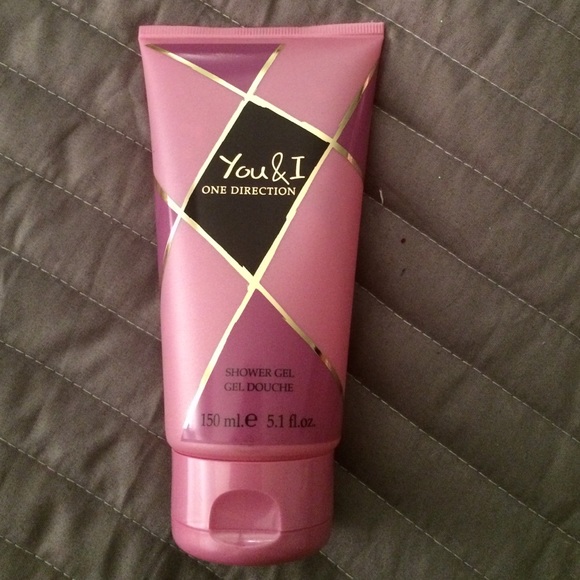 You & I
ONE DIRECTION
SHOWER GEL
GEL DOUCHE
150 ml.e 5.1 fl.oz.